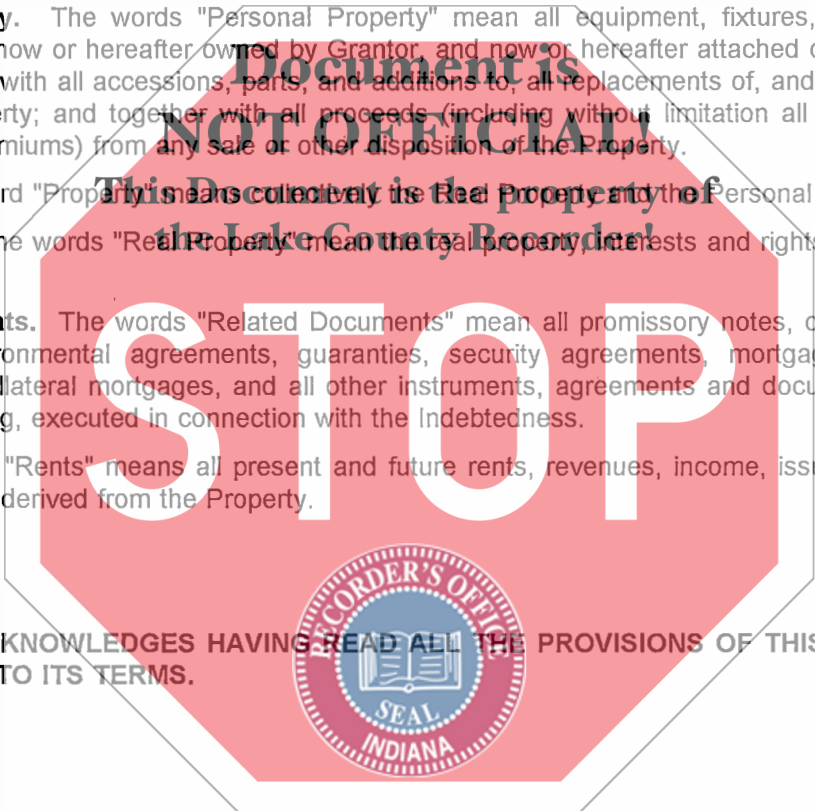 y. The words "Personal Property" mean all equipment, fixtures,
now or hereafter owned by Grantor, and now or hereafter attached o
with all accessions, parts, and additions to, all replacements of, and
erty; and together with all proceeds (including without limitation all
miums) from any sale or other disposition of the Property.
Document is
NOT OFFICIAL!
This Document is the property of
the Lake County Recorder!
rd "Property" means collectively the Real Property and the Personal
he words "Real Property" mean the real property, interests and rights
nts. The words "Related Documents" mean all promissory notes, c
ronmental agreements, guaranties, security agreements, mortgag
llateral mortgages, and all other instruments, agreements and docu
g, executed in connection with the Indebtedness.
"Rents" means all present and future rents, revenues, income, issu
derived from the Property.
STOP
KNOWLEDGES HAVING READ ALL THE PROVISIONS OF THIS
TO ITS TERMS.
RECORDER'S OFFICE
SEAL
INDIANA